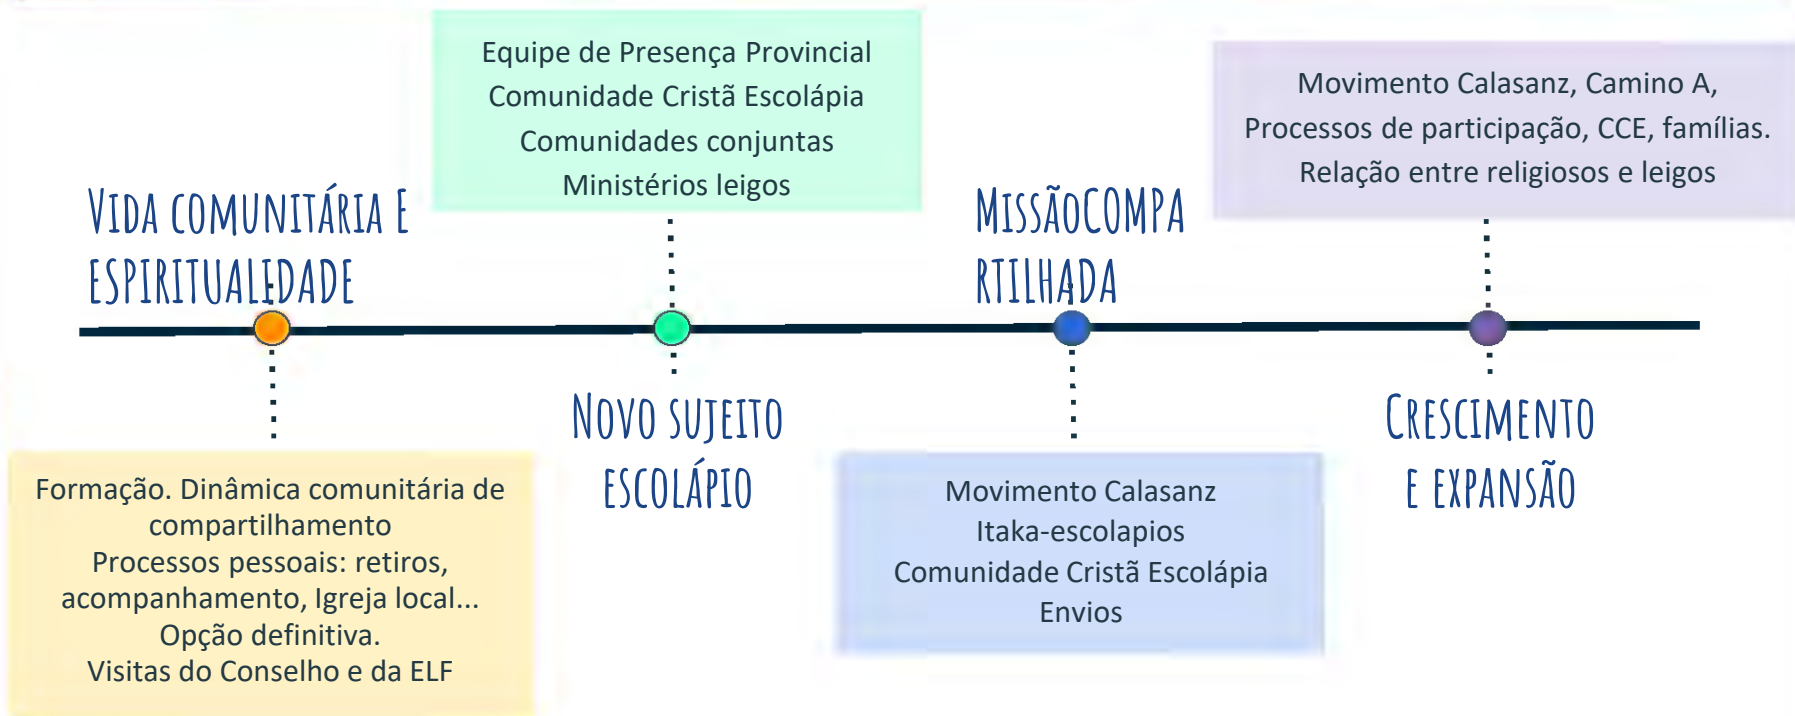 Vida comunitária E
espiritualidade
Formação. Dinâmica comunitária de
compartilhamento
Processos pessoais: retiros,
acompanhamento, Igreja local...
Opção definitiva.
Visitas do Conselho e da ELF
Equipe de Presença Provincial
Comunidade Cristã Escolápia
Comunidades conjuntas
Ministérios leigos
Novo sujeito
escolápio
MissãoCOMPA
RTILHADA
Movimento Calasanz
Itaka-escolapios
Comunidade Cristã Escolápia
Envios
Movimento Calasanz, Camino A,
Processos de participação, CCE, famílias.
Relação entre religiosos e leigos
Crescimento
e expansão